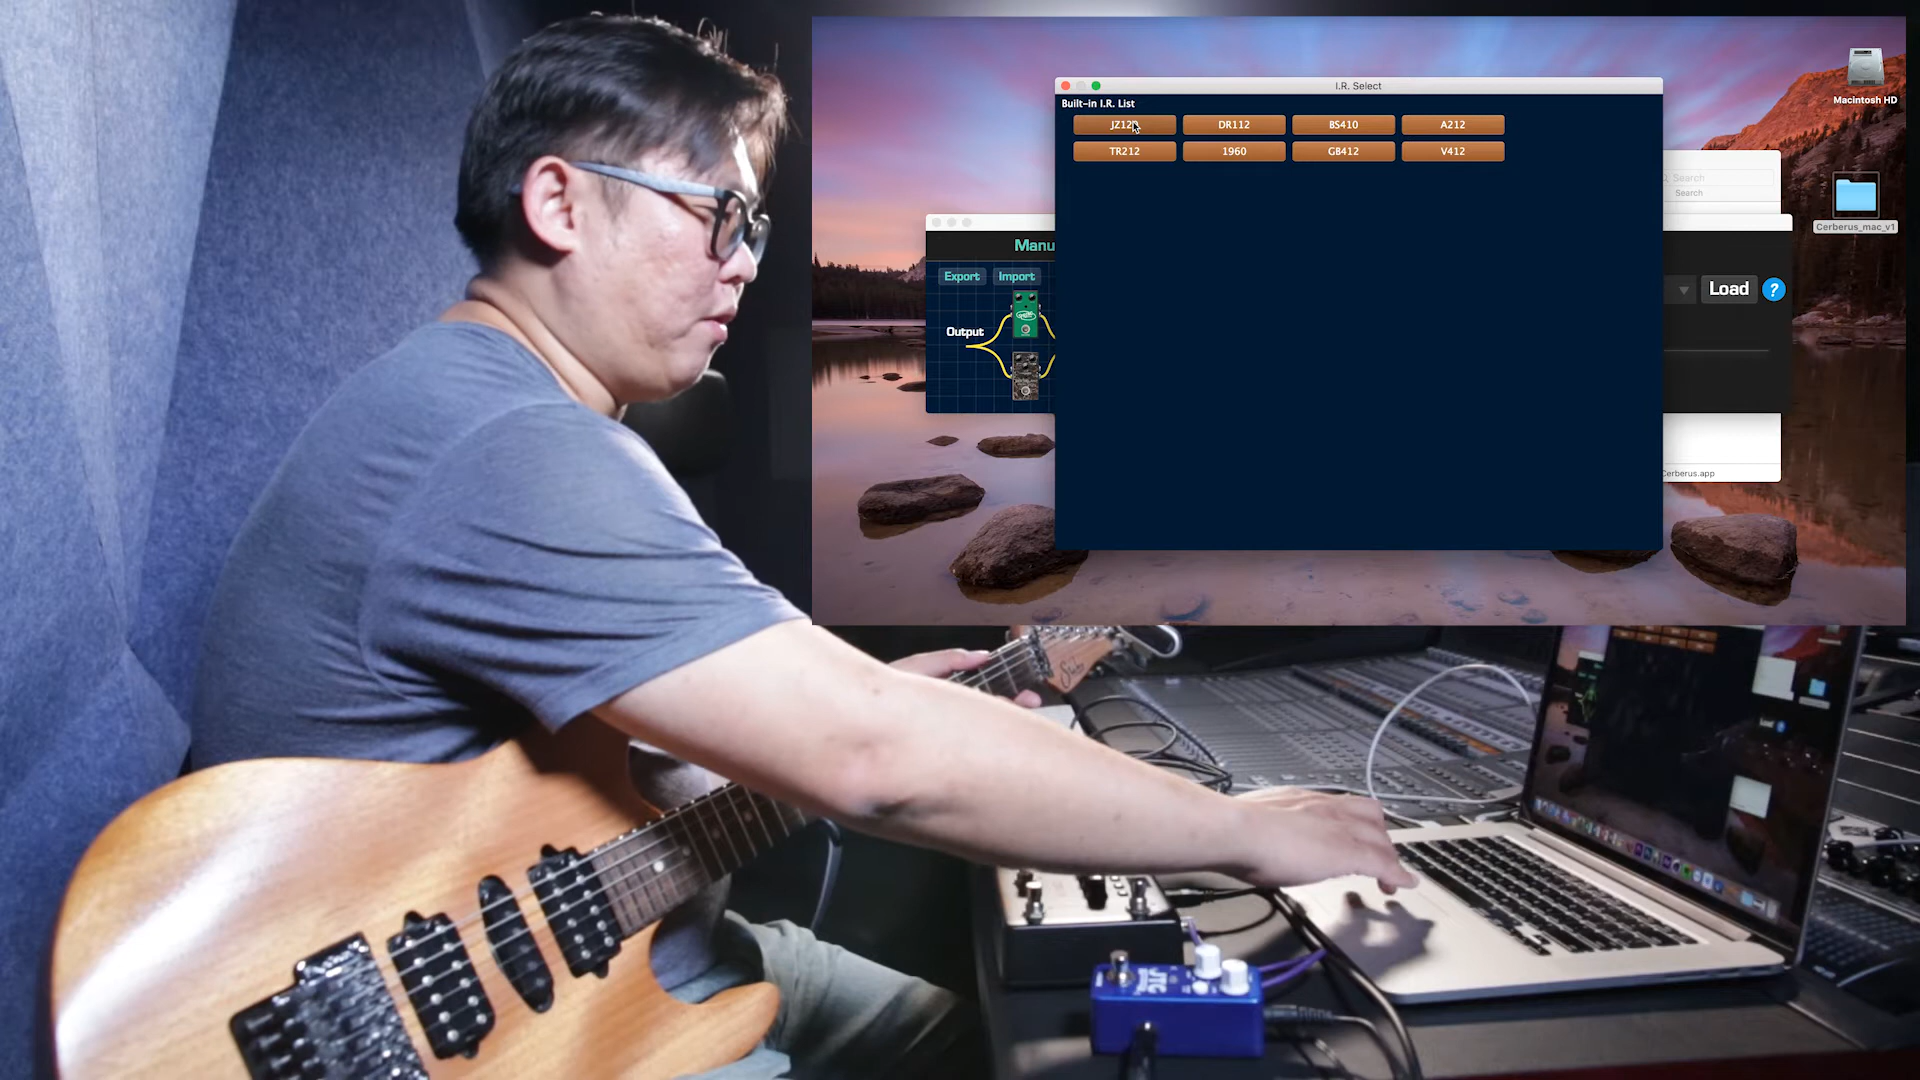 I.R. Select
Built-in I.R. List
DR112
BS410
A212
TR212
1960
GB412
V412
Macintosh HD
Search
Search
Cerberus_mac_v1
Manu
Export
Import
Load
?
Output
Cerberus.app
JTC